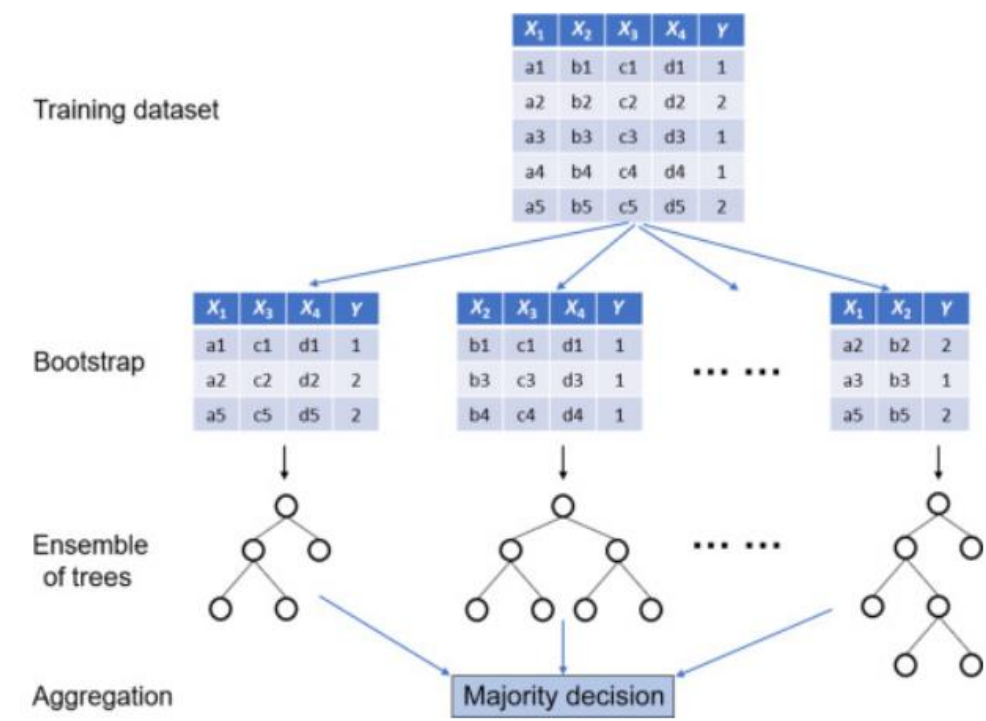 X₁ X₂ X₃ X₄ Y
a1 b1 c1 d1 1
Training dataset
a2 b2 c2 d2 2
a3 b3 c3 d3 1
a4 b4 c4 d4 1
a5 b5 c5 d5 2
X₁ X₃ X₄ Y
a1 c1 d1 1
a2 c2 d2 2
a5 c5 d5 2
X₂ X₃ X₄ Y
b1 c1 d1 1
b3 c3 d3 1
b4 c4 d4 1
... ...
X₁ X₂ Y
a2 b2 2
a3 b3 1
a5 b5 2
Bootstrap
Ensemble
of trees
... ...
Aggregation
Majority decision